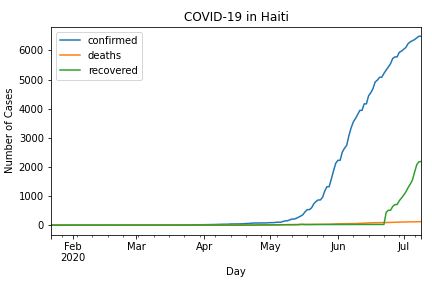 COVID-19 in Haiti
confirmed
deaths
recovered
Number of Cases
6000
5000
4000
3000
2000
1000
0
Feb
2020
Mar
Apr
May
Jun
Jul
Day